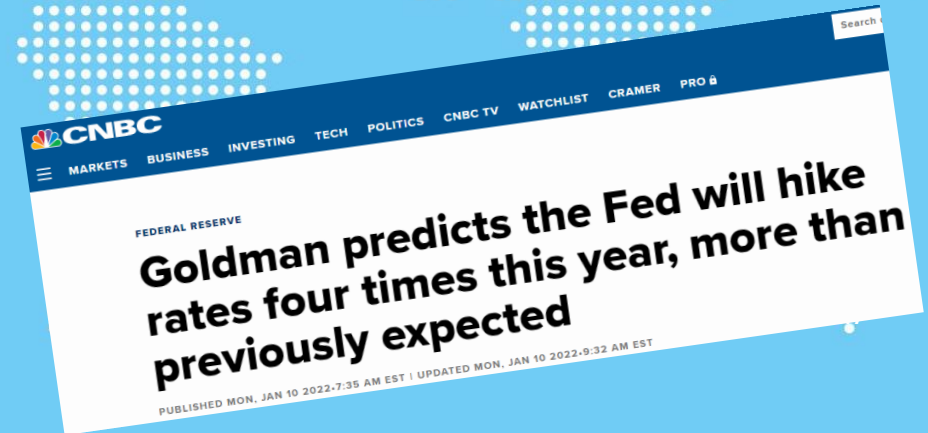 Search
CNBC
MARKETS BUSINESS INVESTING TECH POLITICS CNBC TV WATCHLIST CRAMER PRO
FEDERAL RESERVE
Goldman predicts the Fed will hike
rates four times this year, more than
previously expected
PUBLISHED MON, JAN 10 2022•7:35 AM EST | UPDATED MON, JAN 10 2022•9:32 AM EST